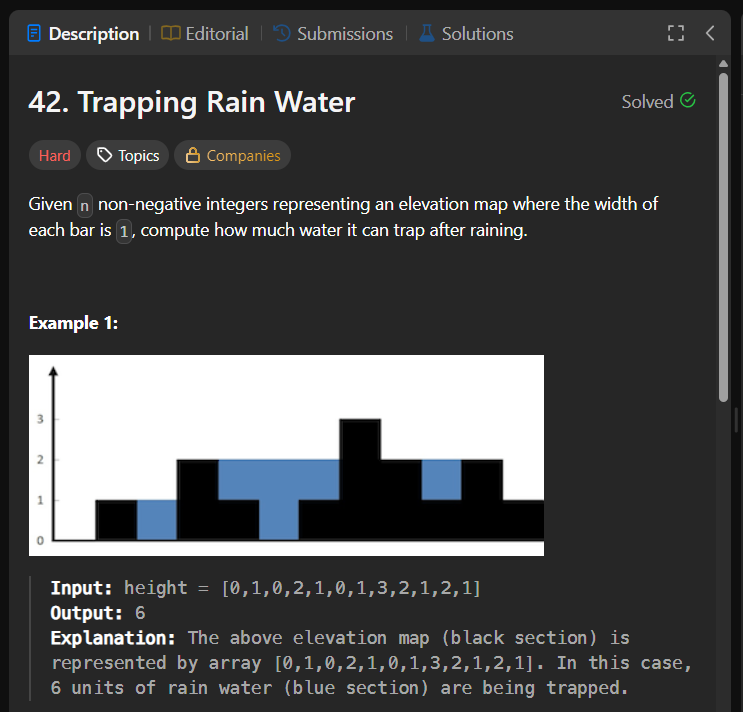 Description Editorial Submissions Solutions
42. Trapping Rain Water
Solved
Hard Topics Companies
Given n non-negative integers representing an elevation map where the width of
each bar is 1, compute how much water it can trap after raining.
Example 1:
3
2
1
0
Input: height = [0,1,0,2,1,0,1,3,2,1,2,1]
Output: 6
Explanation: The above elevation map (black section) is
represented by array [0,1,0,2,1,0,1,3,2,1,2,1]. In this case,
6 units of rain water (blue section) are being trapped.